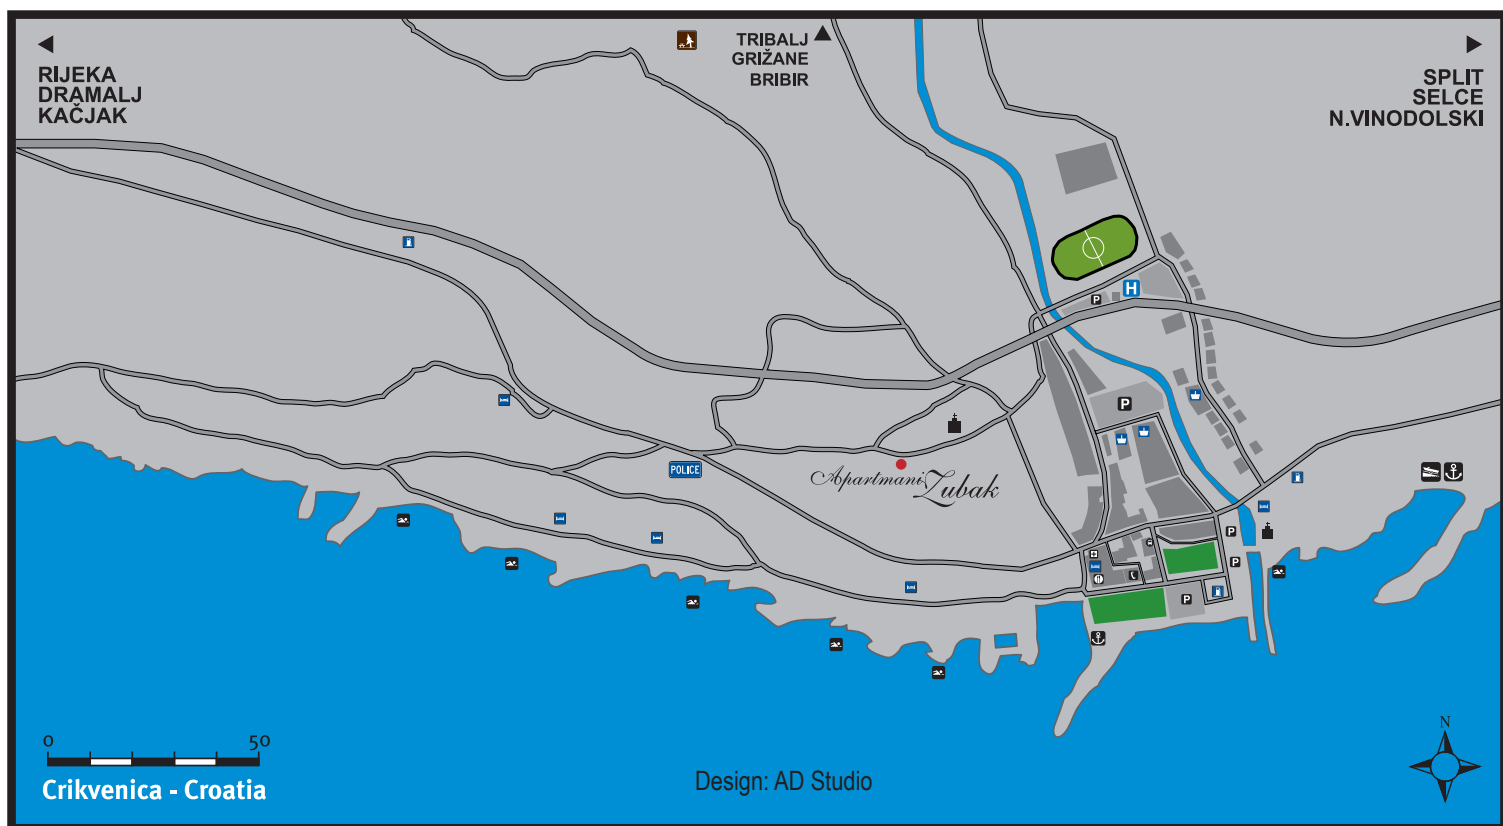 RIJEKA
DRAMALJ
KAČJAK
TRIBALJ
GRIŽANE
BRIBIR
SPLIT
SELCE
N.VINODOLSKI
H
P
P
POLICE
Apartmani Zubak
P
P
P
0 50
Crikvenica - Croatia
Design: AD Studio
N